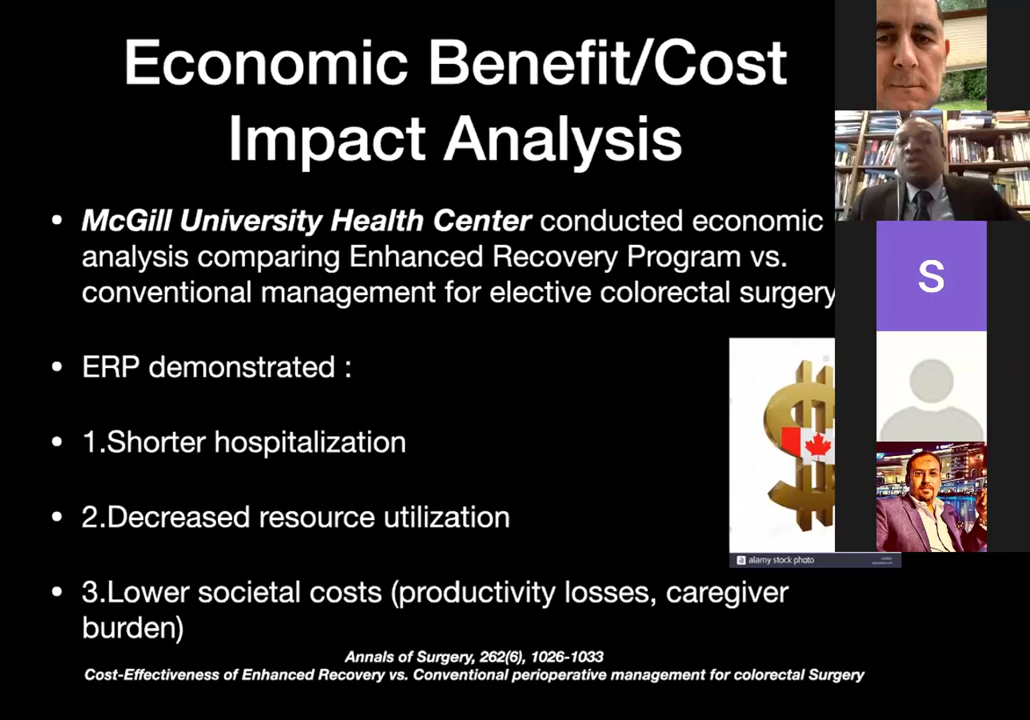 Economic Benefit/Cost
Impact Analysis
• McGill University Health Center conducted economic
analysis comparing Enhanced Recovery Program vs.
conventional management for elective colorectal surgery
• ERP demonstrated :
• 1.Shorter hospitalization
• 2.Decreased resource utilization
• 3.Lower societal costs (productivity losses, caregiver
burden)
Annals of Surgery, 262(6), 1026-1033
Cost-Effectiveness of Enhanced Recovery vs. Conventional perioperative management for colorectal Surgery
S
$
a alamy stock photo